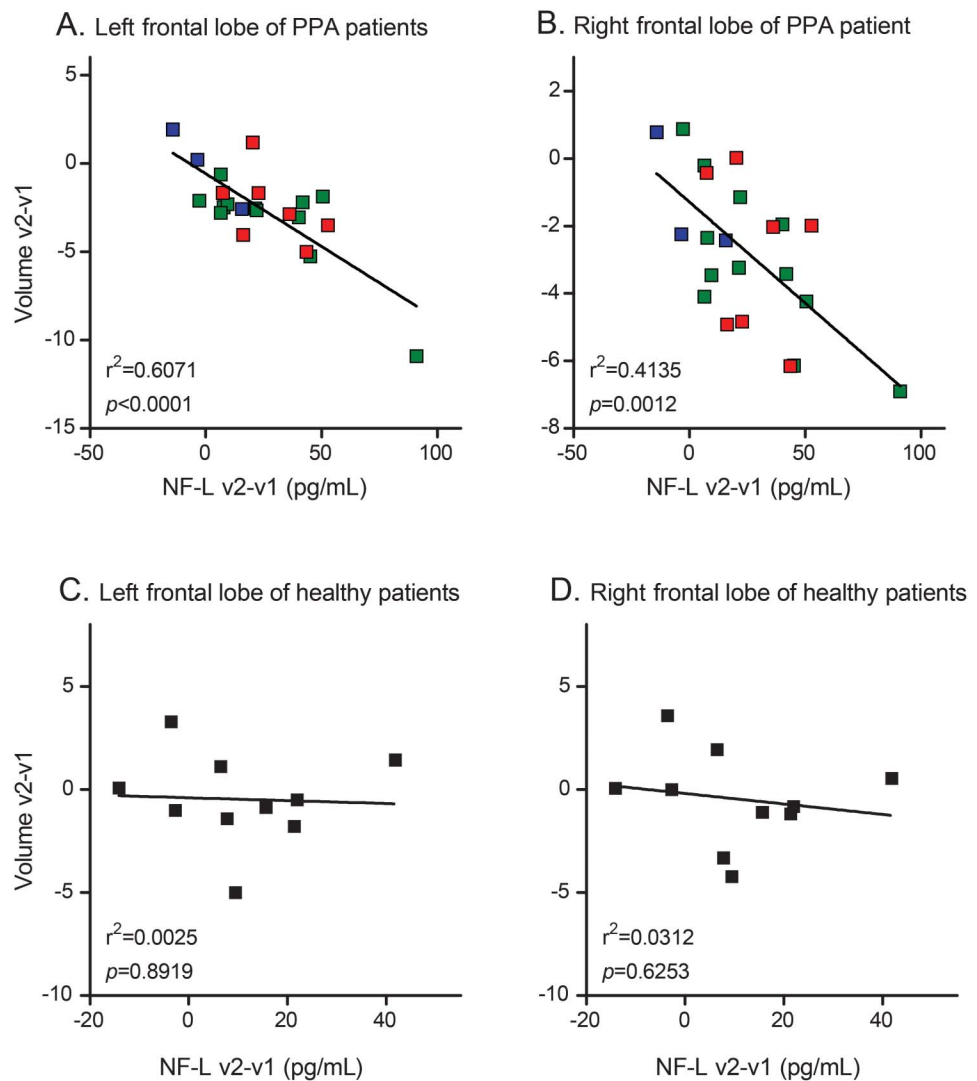 A. Left frontal lobe of PPA patients
5
0
-5
-10
-15
Volume v2-v1
r²=0.6071
p<0.0001
-50
0
50
100
NF-L v2-v1 (pg/mL)
B. Right frontal lobe of PPA patient
2
0
-2
-4
-6
-8
r²=0.4135
p=0.0012
-50
0
50
100
NF-L v2-v1 (pg/mL)
C. Left frontal lobe of healthy patients
5
0
-5
-10
Volume v2-v1
r²=0.0025
p=0.8919
-20
0
20
40
NF-L v2-v1 (pg/mL)
D. Right frontal lobe of healthy patients
5
0
-5
-10
r²=0.0312
p=0.6253
-20
0
20
40
NF-L v2-v1 (pg/mL)